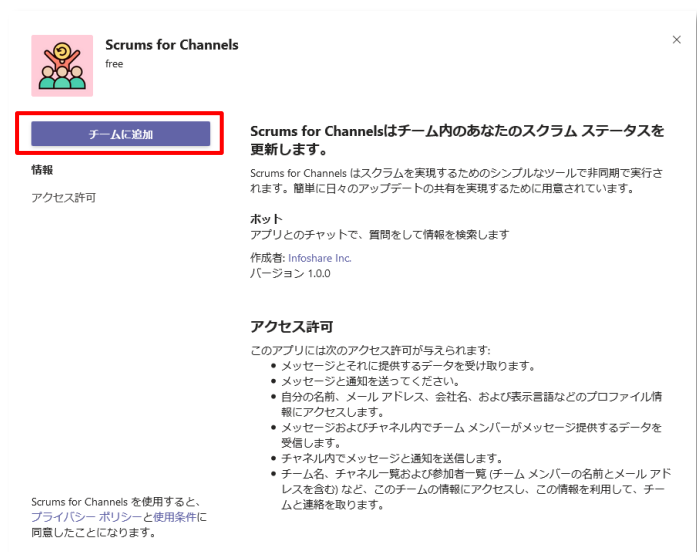 Scrums for Channels
free
×
チームに追加
情報
アクセス許可
Scrums for Channelsはチーム内のあなたのスクラム ステータスを
更新します。
Scrums for Channels はスクラムを実現するためのシンプルなツールで非同期で実行さ
れます。簡単に日々のアップデートの共有を実現するために用意されています。
ボット
アプリとのチャットで、質問をして情報を検索します
作成者: Infoshare Inc.
バージョン 1.0.0
アクセス許可
このアプリには次のアクセス許可が与えられます:
• メッセージとそれに提供するデータを受け取ります。
• メッセージと通知を送ってください。
• 自分の名前、メール アドレス、会社名、および表示言語などのプロファイル情
報にアクセスします。
• メッセージおよびチャネル内でチーム メンバーがメッセージ提供するデータを
受信します。
• チャネル内でメッセージと通知を送信します。
• チーム名、チャネル一覧および参加者一覧 (チーム メンバーの名前とメール アド
レスを含む) など、このチームの情報にアクセスし、この情報を利用して、チー
ムと連絡を取ります。
Scrums for Channels を使用すると、
プライバシー ポリシーと使用条件に
同意したことになります。